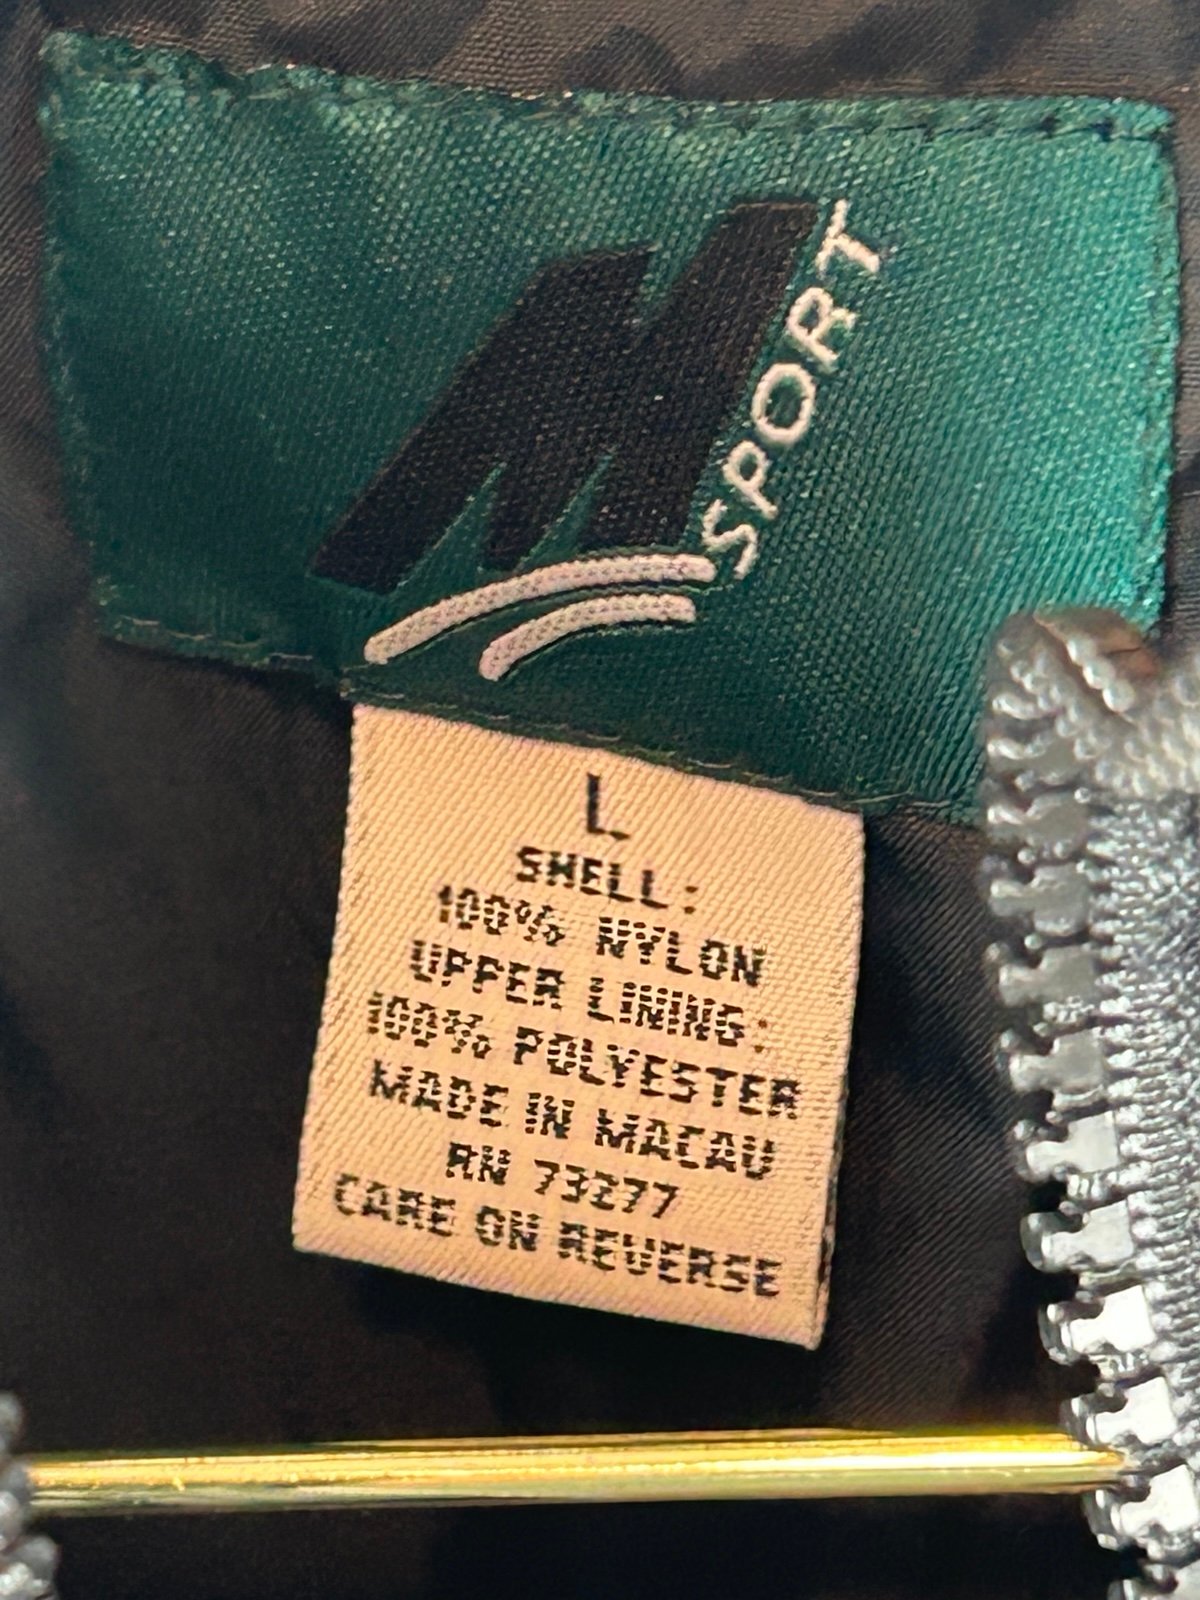 M
SPORT
L
SHELL:
100% NYLON
UPPER LINING:
100% POLYESTER
MADE IN MACAU
RN 73277
CARE ON REVERSE